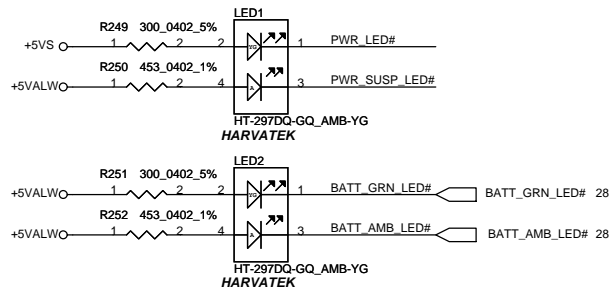 LED1
R249 300_0402_5%
+5VS 1 2 2 YG 1 PWR_LED#
R250 453_0402_1%
+5VALW 1 2 4 A 3 PWR_SUSP_LED#
HT-297DQ-GQ_AMB-YG
HARVATEK
LED2
R251 300_0402_5%
+5VALW 1 2 2 YG 1 BATT_GRN_LED# BATT_GRN_LED# 28
R252 453_0402_1%
+5VALW 1 2 4 A 3 BATT_AMB_LED# BATT_AMB_LED# 28
HT-297DQ-GQ_AMB-YG
HARVATEK